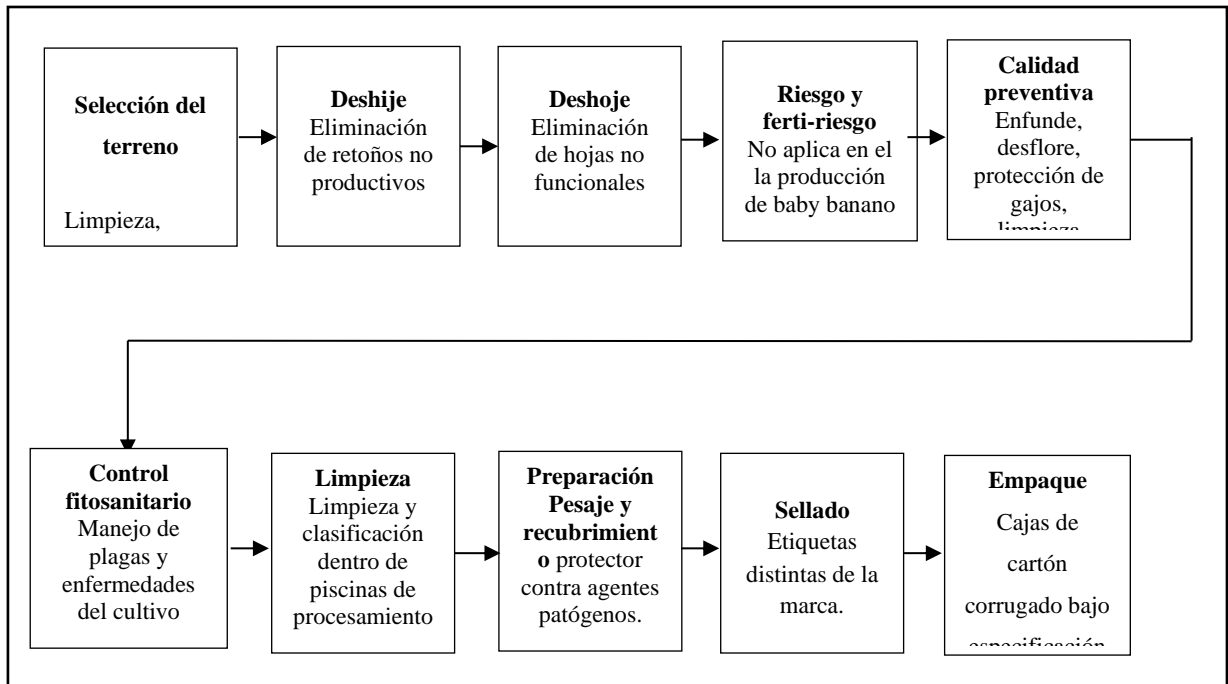 Selección del
terreno
Limpieza,
Deshije
Eliminación
de retoños no
productivos
Deshoje
Eliminación
de hojas no
funcionales
Riesgo y
ferti-riesgo
No aplica en el
la producción
de baby banano
Calidad
preventiva
Enfunde,
desflore,
protección de
gajos,
limpieza
Control
fitosanitario
Manejo de
plagas y
enfermedades
del cultivo
Limpieza
Limpieza y
clasificación
dentro de
piscinas de
procesamiento
Preparación
Pesaje y
recubrimient
o protector
contra agentes
patógenos.
Sellado
Etiquetas
distintas de la
marca.
Empaque
Cajas de
cartón
corrugado bajo
especificación